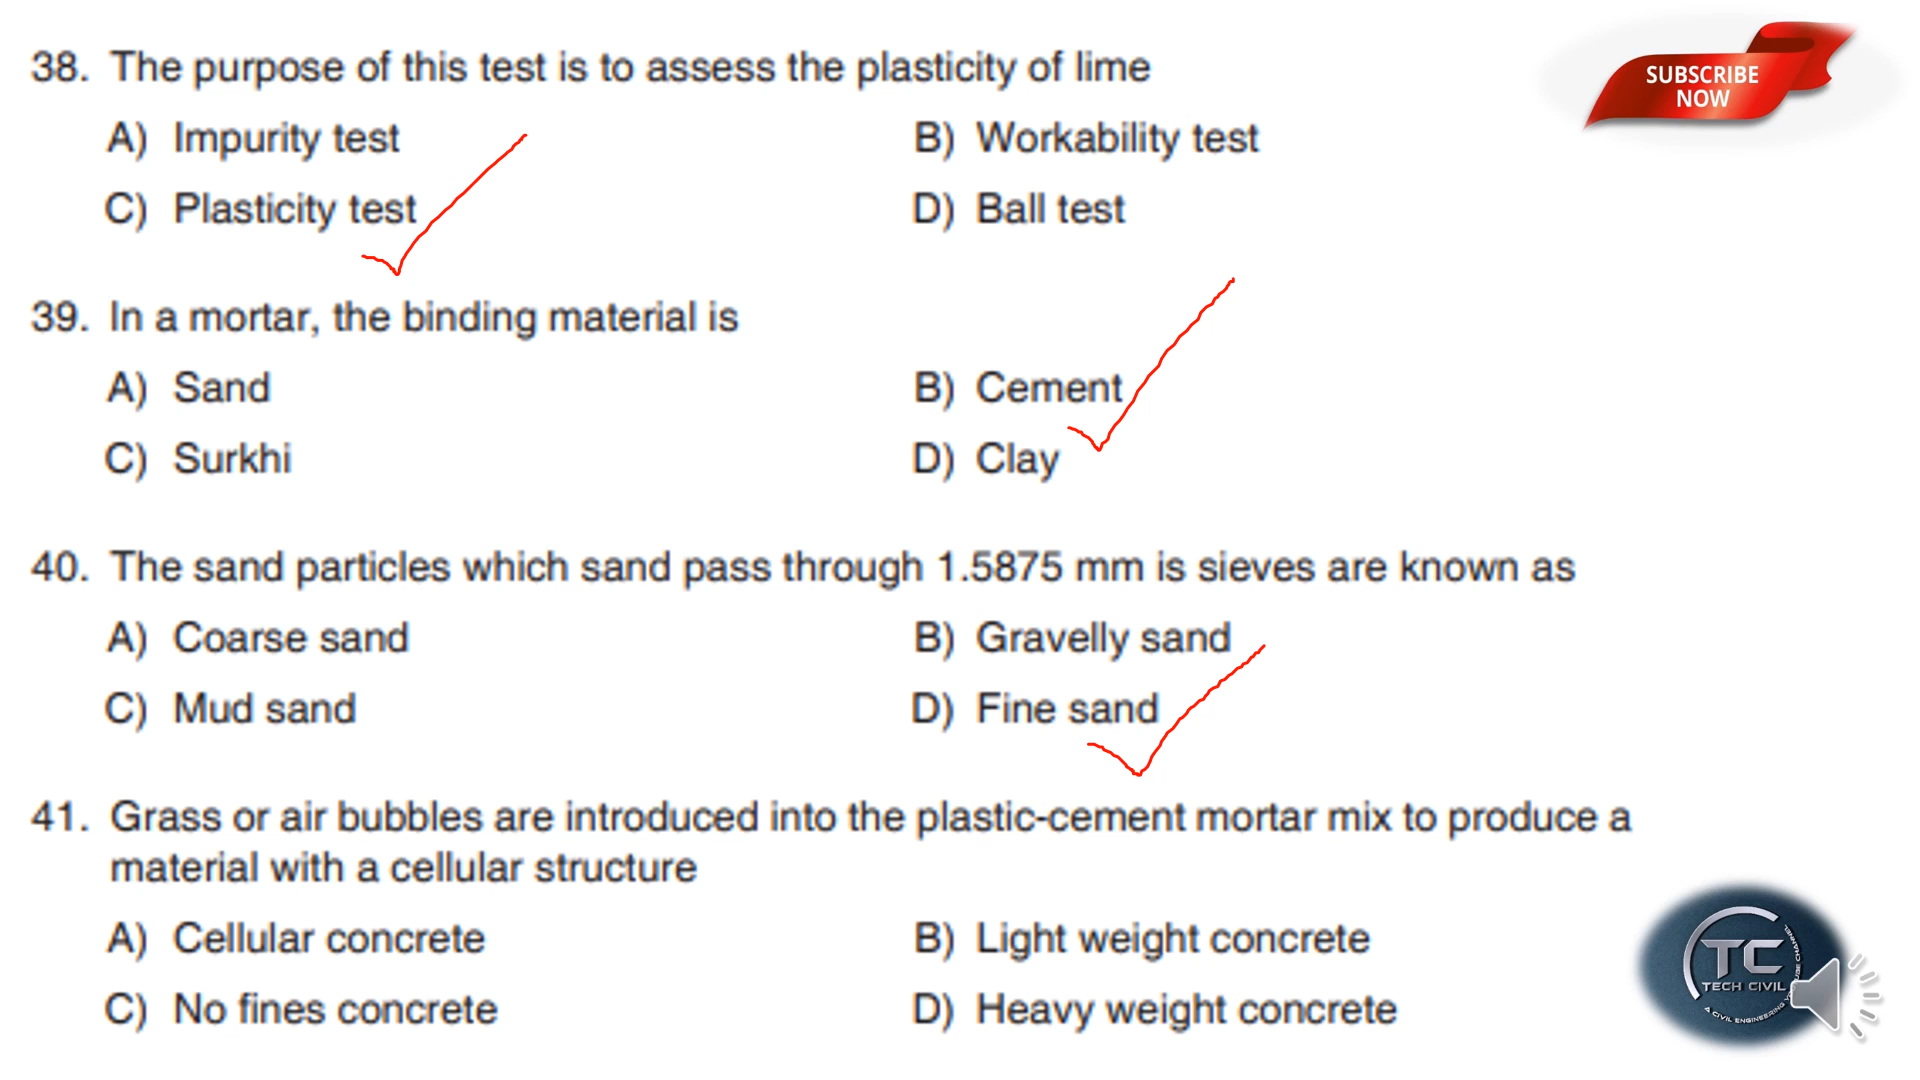 38. The purpose of this test is to assess the plasticity of lime
A) Impurity test B) Workability test
C) Plasticity test D) Ball test
39. In a mortar, the binding material is
A) Sand B) Cement
C) Surkhi D) Clay
40. The sand particles which sand pass through 1.5875 mm is sieves are known as
A) Coarse sand B) Gravelly sand
C) Mud sand D) Fine sand
41. Grass or air bubbles are introduced into the plastic-cement mortar mix to produce a
material with a cellular structure
A) Cellular concrete B) Light weight concrete
C) No fines concrete D) Heavy weight concrete
SUBSCRIBE
NOW
TC
TECH CIVIL
A CIVIL ENGINEERING
CHANNEL